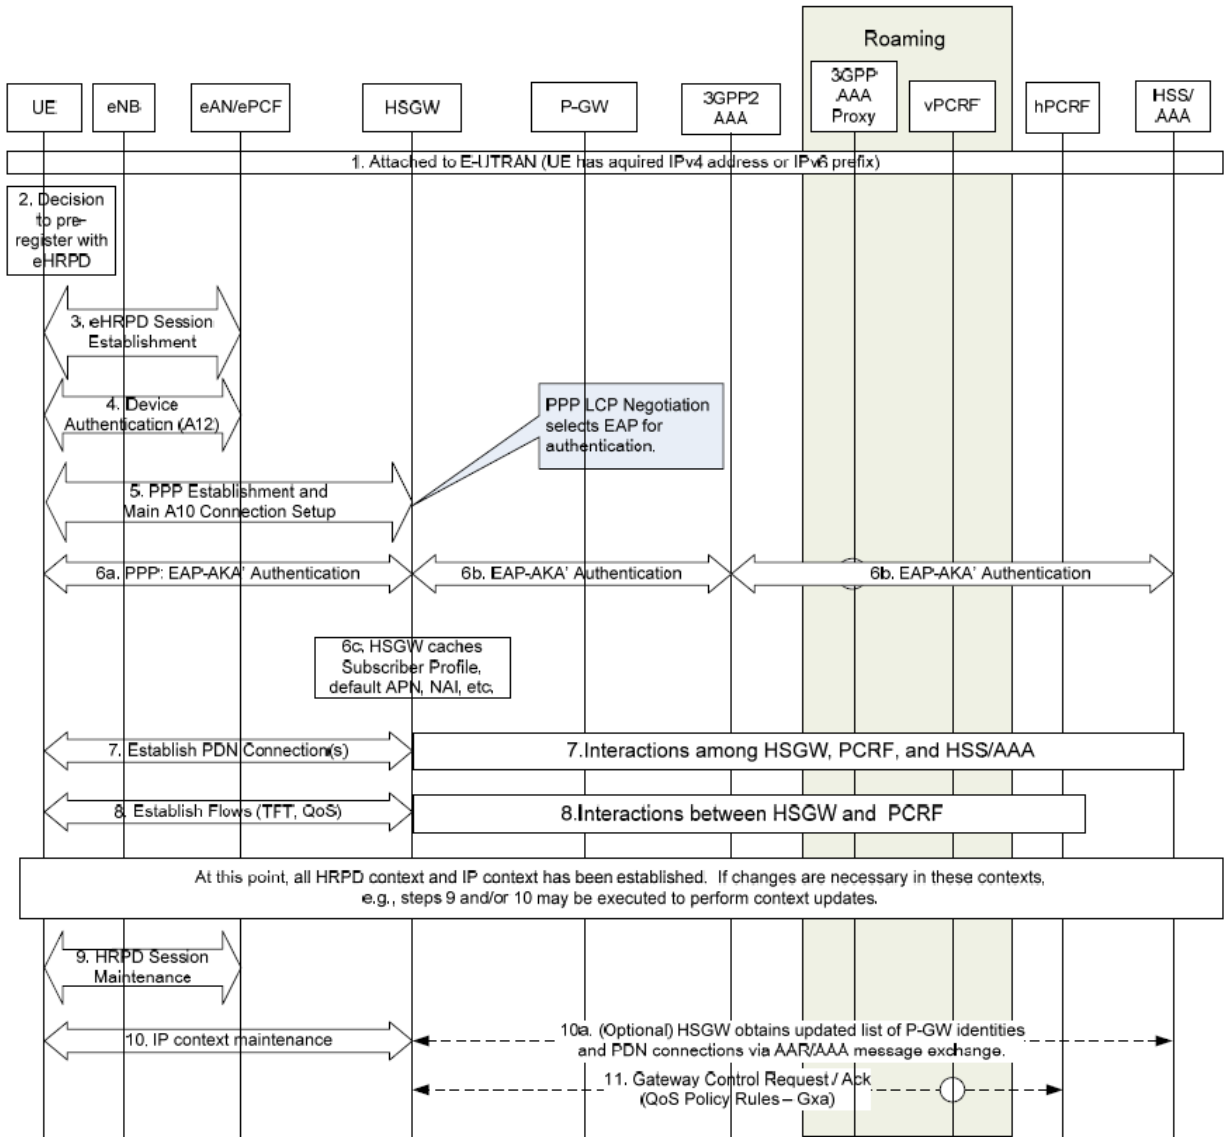 Roaming
UE
eNB
eAN/ePCF
HSGW
P-GW
3GPP2
AAA
3GPP
AAA
Proxy
vPCRF
hPCRF
HSS/
AAA
1. Attached to E-UTRAN (UE has aquired IPv4 address or IPv6 prefix)
2. Decision
to pre-
register with
eHRPD
3. eHRPD Session
Establishment
4. Device
Authentication (A12)
PPP LCP Negotiation
selects EAP for
authentication.
5. PPP Establishment and
Main A10 Connection Setup
6a. PPP: EAP-AKA' Authentication
6b. EAP-AKA' Authentication
6b. EAP-AKA' Authentication
6c. HSGW caches
Subscriber Profile,
default APN, NAI, etc.
7. Establish PDN Connection(s)
7.Interactions among HSGW, PCRF, and HSS/AAA
8. Establish Flows (TFT, QoS)
8.Interactions between HSGW and PCRF
At this point, all HRPD context and IP context has been established. If changes are necessary in these contexts,
e.g., steps 9 and/or 10 may be executed to perform context updates.
9. HRPD Session
Maintenance
10. IP context maintenance
10a. (Optional) HSGW obtains updated list of P-GW identities
and PDN connections via AAR/AAA message exchange.
11. Gateway Control Request / Ack
(QoS Policy Rules – Gxa)